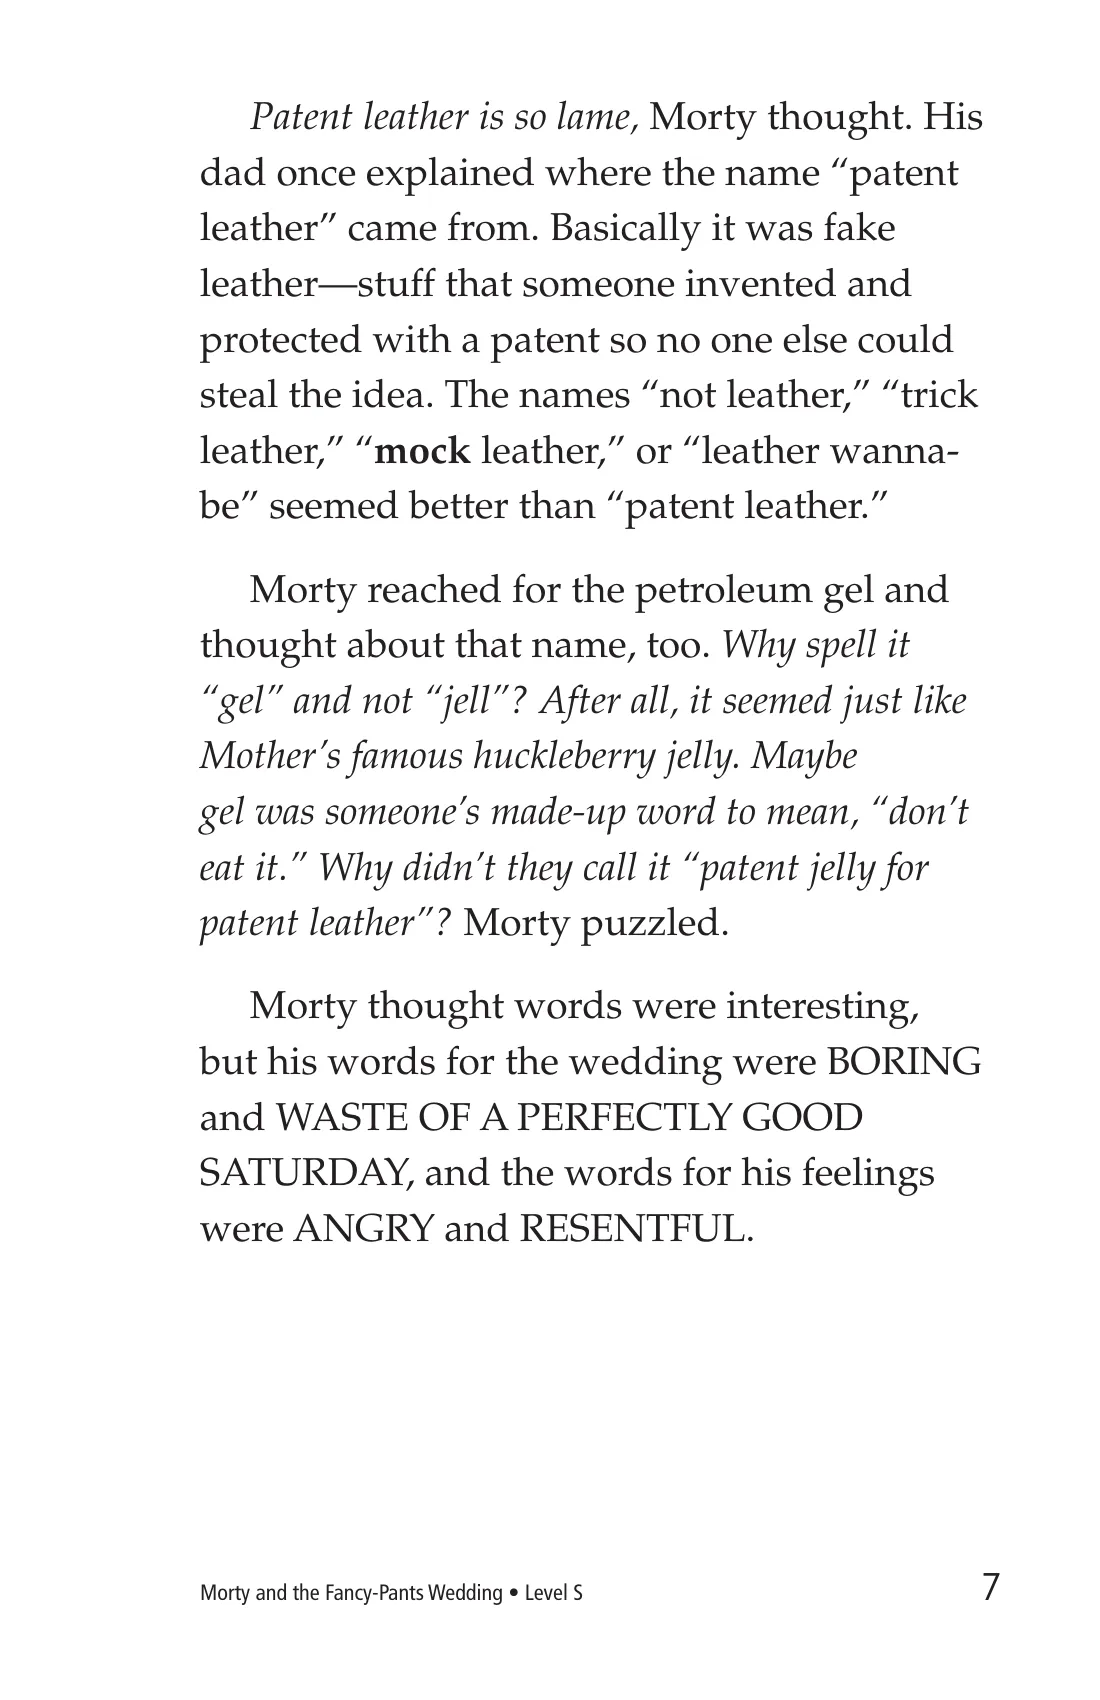 Patent leather is so lame, Morty thought. His
dad once explained where the name “patent
leather” came from. Basically it was fake
leather—stuff that someone invented and
protected with a patent so no one else could
steal the idea. The names “not leather,” “trick
leather,” “mock leather,” or “leather wanna-
be” seemed better than “patent leather.”
Morty reached for the petroleum gel and
thought about that name, too. Why spell it
“gel” and not “jell”? After all, it seemed just like
Mother’s famous huckleberry jelly. Maybe
gel was someone’s made-up word to mean, “don’t
eat it.” Why didn’t they call it “patent jelly for
patent leather”? Morty puzzled.
Morty thought words were interesting,
but his words for the wedding were BORING
and WASTE OF A PERFECTLY GOOD
SATURDAY, and the words for his feelings
were ANGRY and RESENTFUL.
Morty and the Fancy-Pants Wedding • Level S
7